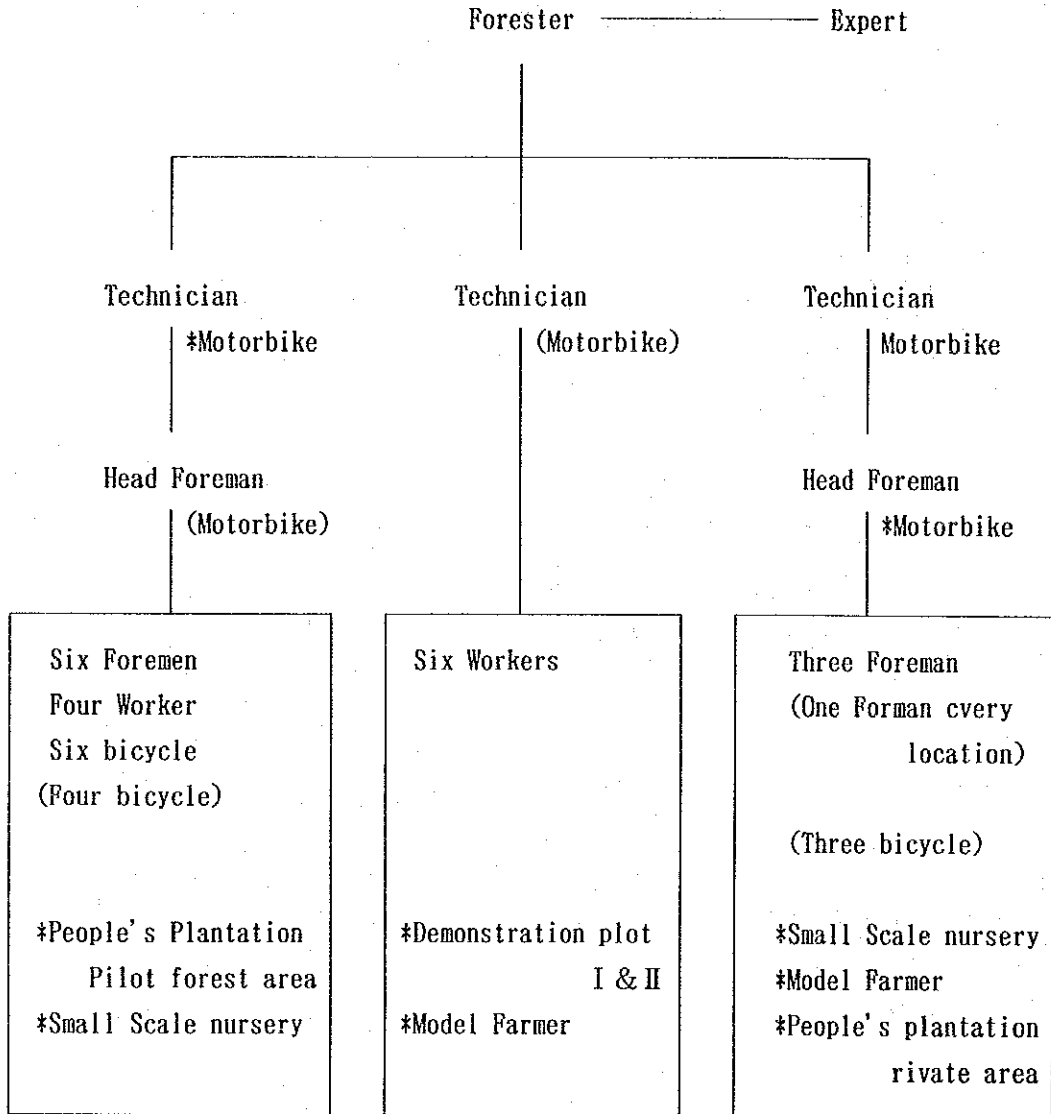 Forester Expert
Technician Technician Technician
*Motorbike (Motorbike) Motorbike
Head Foreman Head Foreman
(Motorbike) *Motorbike
Six Foremen
Four Worker
Six bicycle
(Four bicycle)
*People's Plantation
Pilot forest area
*Small Scale nursery
Six Workers
*Demonstration plot
Ⅰ & Ⅱ
*Model Farmer
Three Foreman
(One Forman cvery
location)
(Three bicycle)
*Small Scale nursery
*Model Farmer
*People's plantation
rivate area